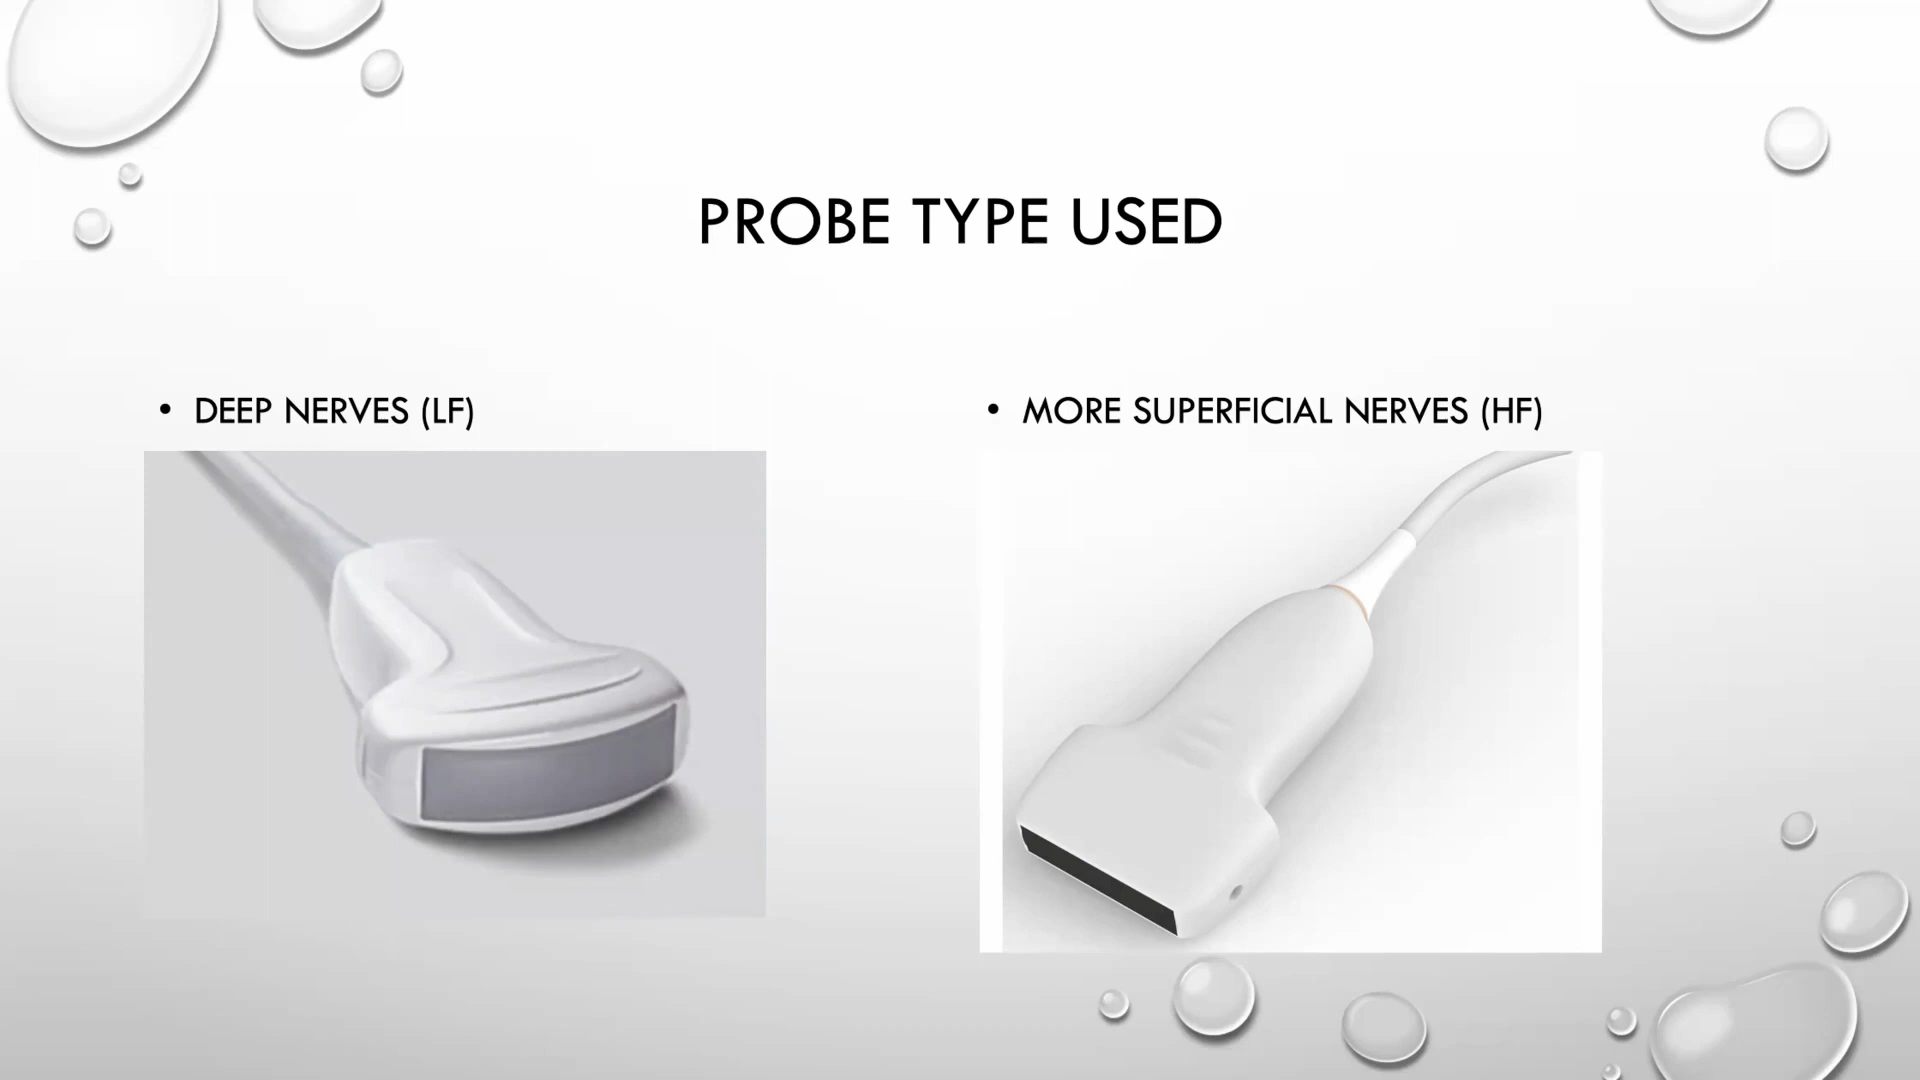 PROBE TYPE USED
• DEEP NERVES (LF)
• MORE SUPERFICIAL NERVES (HF)